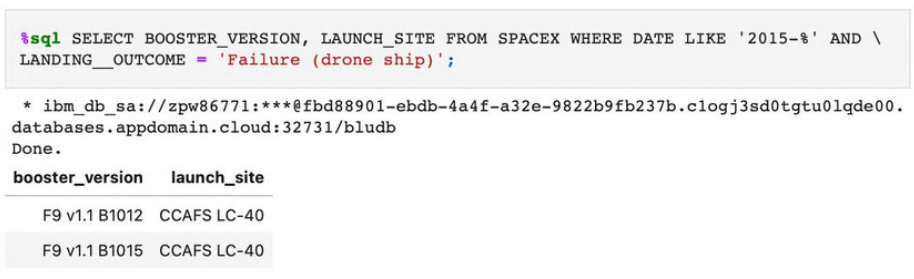 %sql SELECT BOOSTER_VERSION, LAUNCH_SITE FROM SPACEX WHERE DATE LIKE '2015-%' AND \
LANDING__OUTCOME = 'Failure (drone ship)';
* ibm_db_sa://zpw86771:***@fbd88901-ebdb-4a4f-a32e-9822b9fb237b.c1ogj3sd0tgtu0lqde00.
databases.appdomain.cloud:32731/bludb
Done.
booster_version launch_site
F9 v1.1 B1012 CCAFS LC-40
F9 v1.1 B1015 CCAFS LC-40